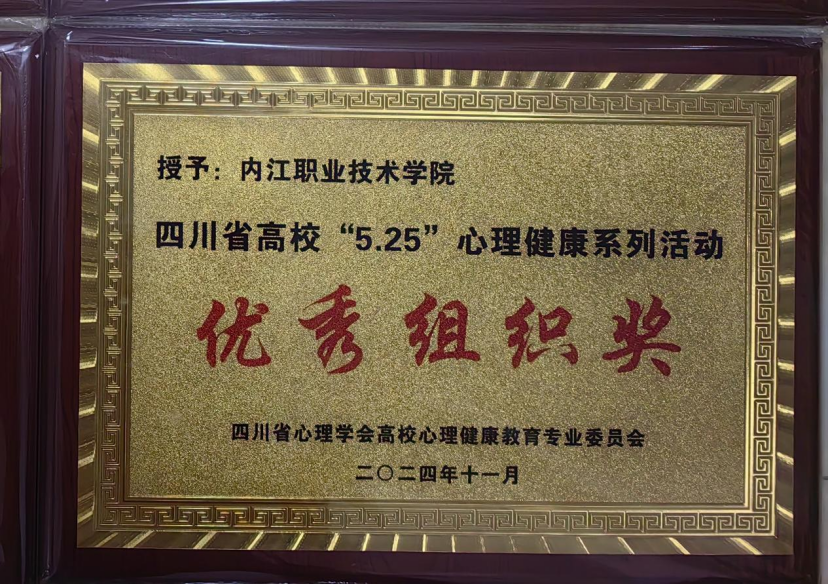 授予：内江职业技术学院
四川省高校“5.25”心理健康系列活动
优秀组织奖
四川省心理学会高校心理健康教育专业委员会
二〇二四年十一月